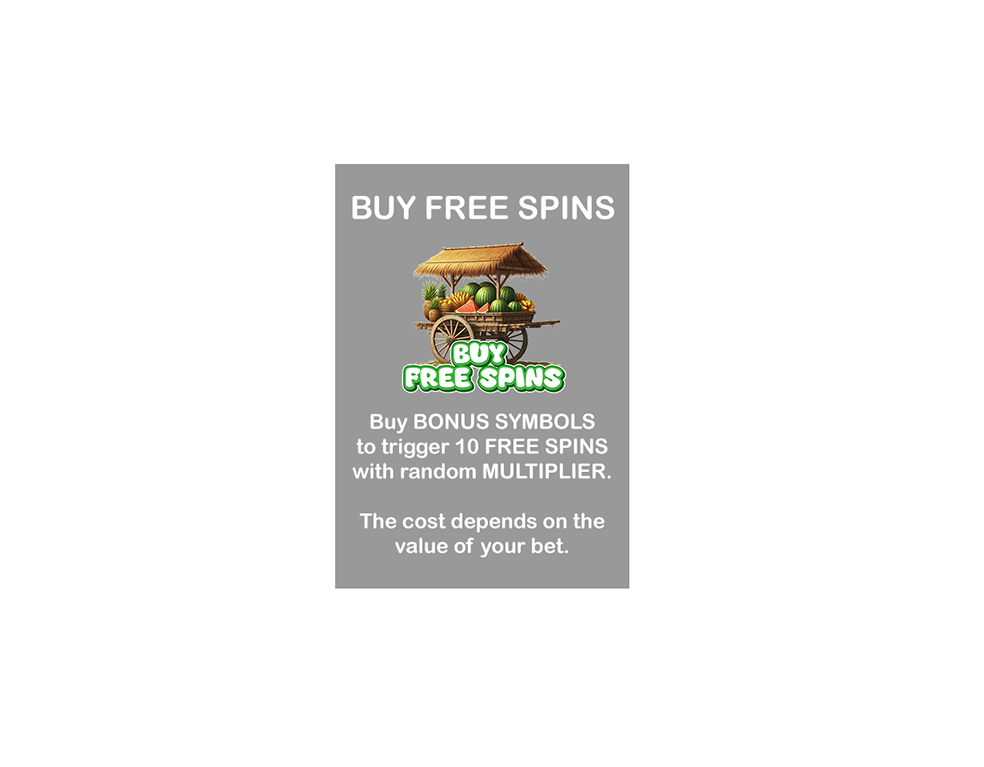 BUY FREE SPINS
BUY
FREE SPINS
Buy BONUS SYMBOLS
to trigger 10 FREE SPINS
with random MULTIPLIER.
The cost depends on the
value of your bet.